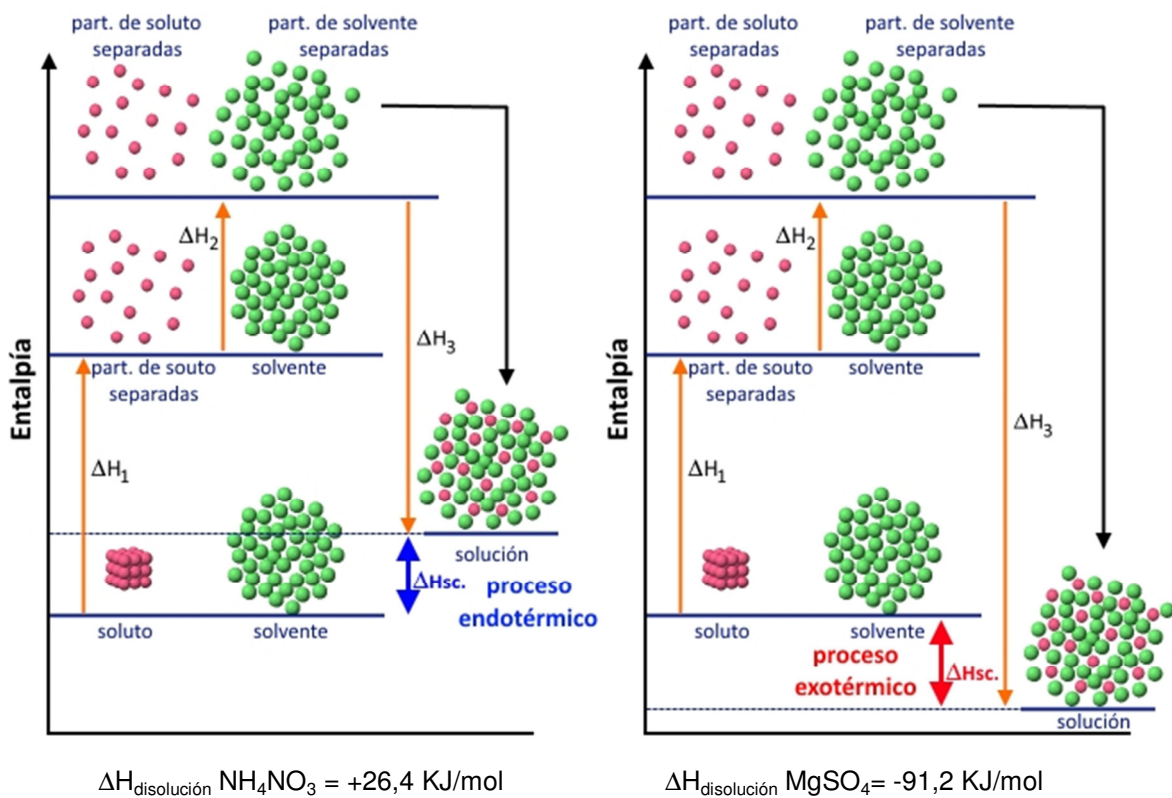 part. de soluto
separadas
part. de solvente
separadas
ΔH2
part. de souto
separadas
solvente
ΔH3
Entalpía
ΔH1
solución
ΔHsc.
proceso
endotérmico
soluto
solvente
ΔHdisolución NH4NO3 = +26,4 KJ/mol
part. de soluto
separadas
part. de solvente
separadas
ΔH2
part. de souto
separadas
solvente
ΔH3
Entalpía
ΔH1
soluto
solvente
proceso
exotérmico
ΔHsc.
solución
ΔHdisolución MgSO4= -91,2 KJ/mol